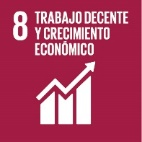 8 TRABAJO DECENTE
Y CRECIMIENTO
ECONÓMICO